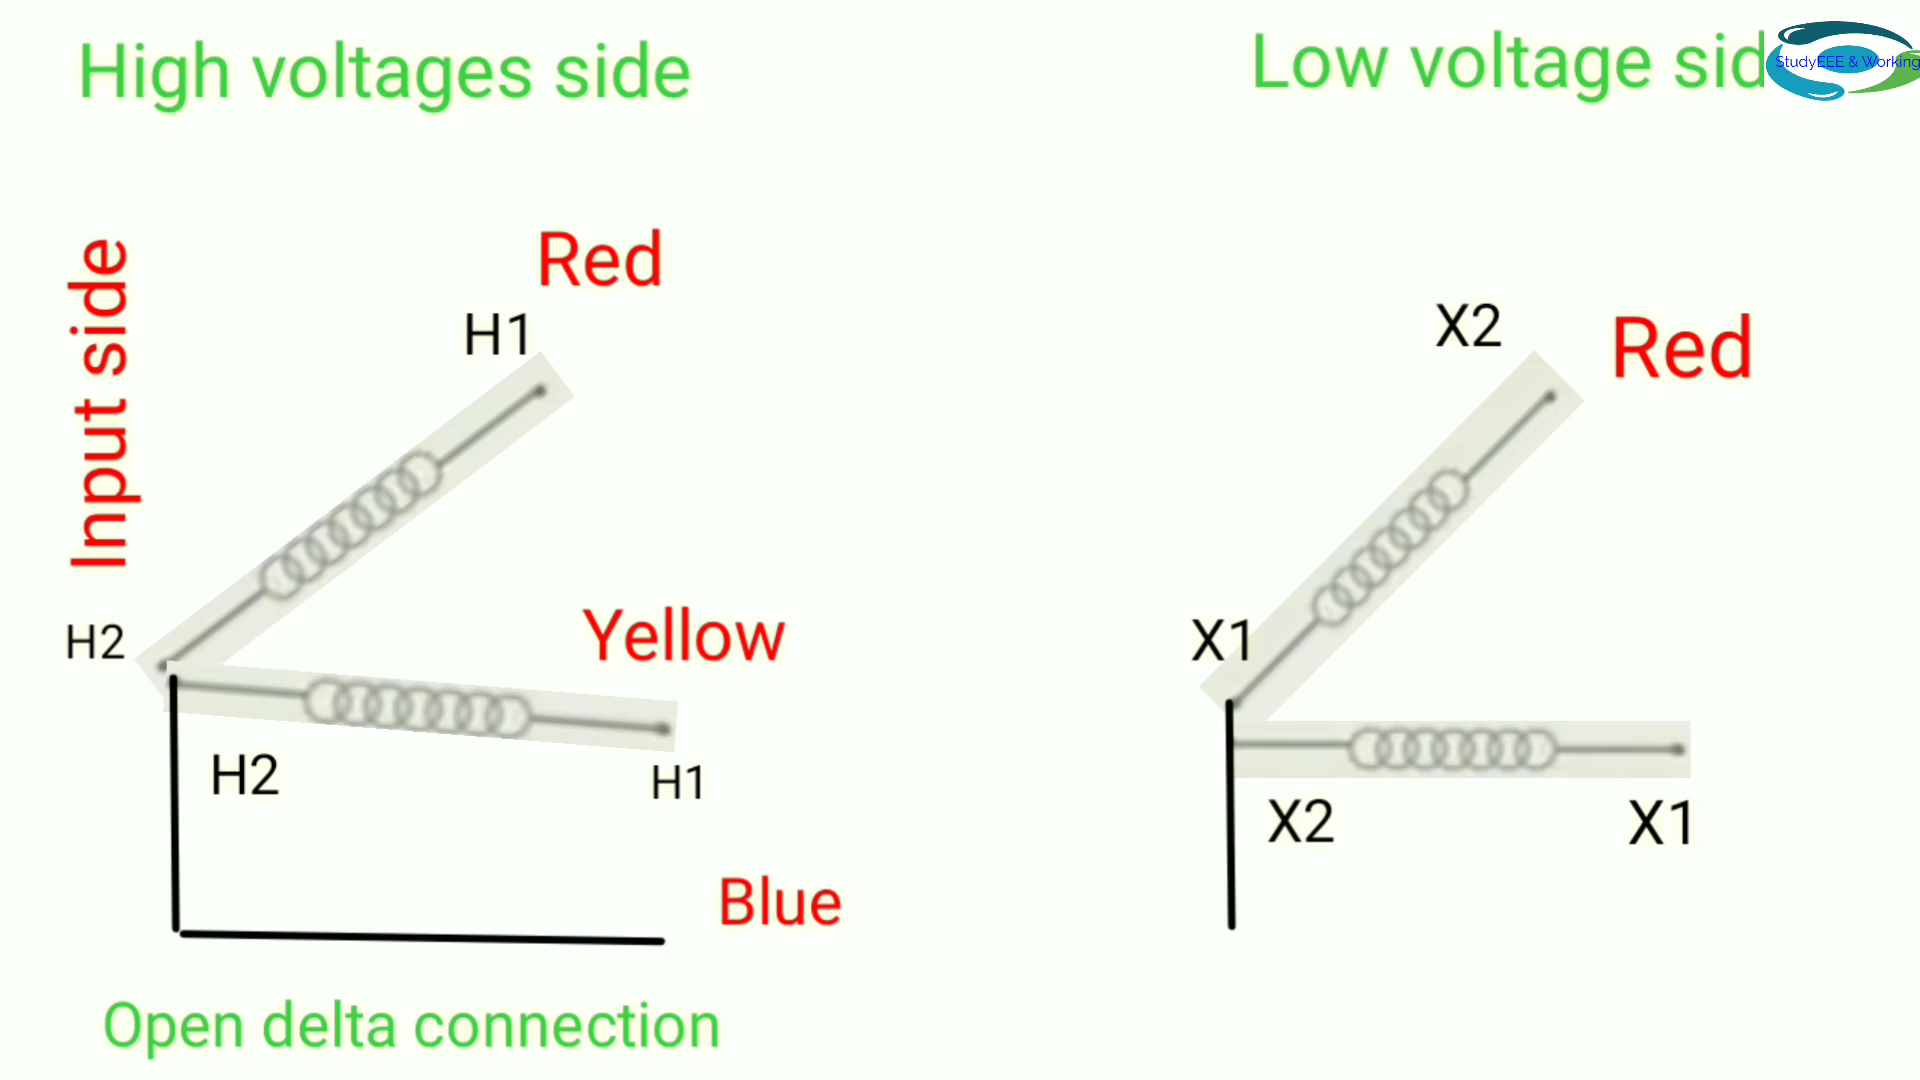 High voltages side
Low voltage sid
StudyEEE & Working
Input side
Red
H1
H2
Yellow
H2
H1
Blue
Open delta connection
X2
Red
X1
X2
X1